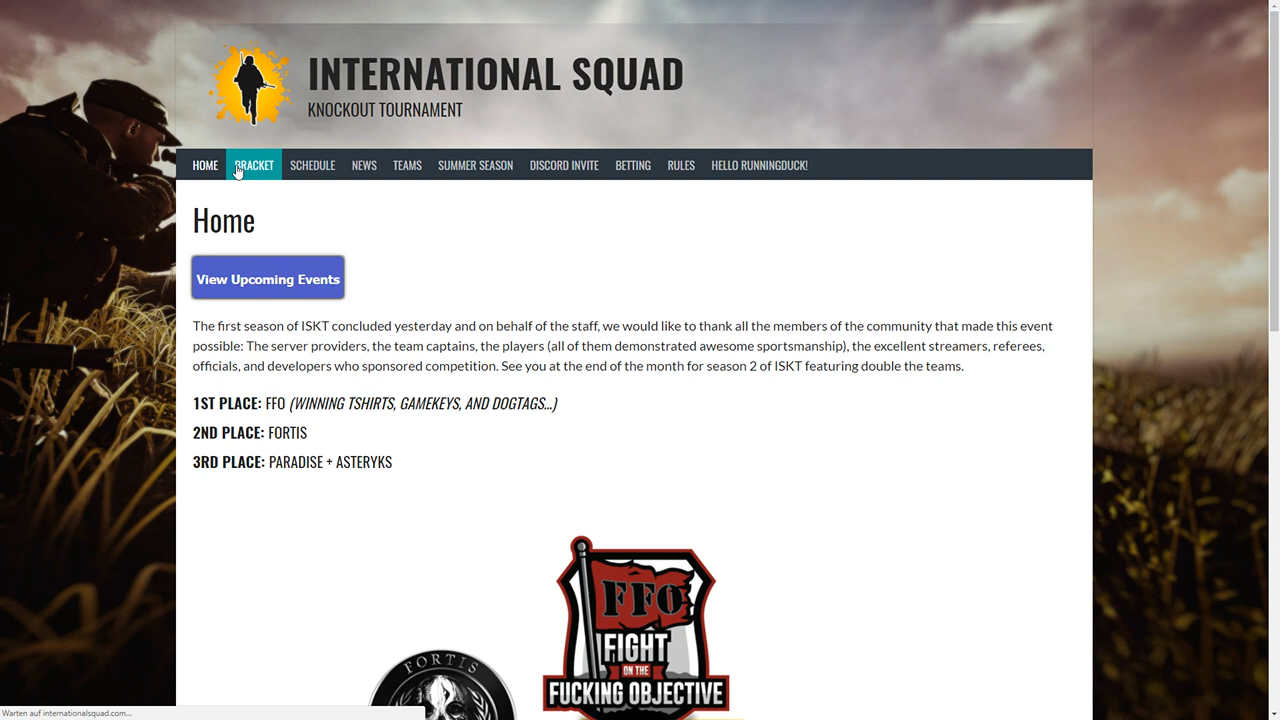 INTERNATIONAL SQUAD
KNOCKOUT TOURNAMENT
HOME BRACKET SCHEDULE NEWS TEAMS SUMMER SEASON DISCORD INVITE BETTING RULES HELLO RUNNINGDUCK!
Home
View Upcoming Events
The first season of ISKT concluded yesterday and on behalf of the staff, we would like to thank all the members of the community that made this event
possible: The server providers, the team captains, the players (all of them demonstrated awesome sportsmanship), the excellent streamers, referees,
officials, and developers who sponsored competition. See you at the end of the month for season 2 of ISKT featuring double the teams.
1ST PLACE: FFO (WINNING TSHIRTS, GAMEKEYS, AND DOGTAGS...)
2ND PLACE: FORTIS
3RD PLACE: PARADISE + ASTERYKS
FFO
FIGHT
ON THE
FUCKING OBJECTIVE
FORTIS
Warten auf internationalsquad.com...